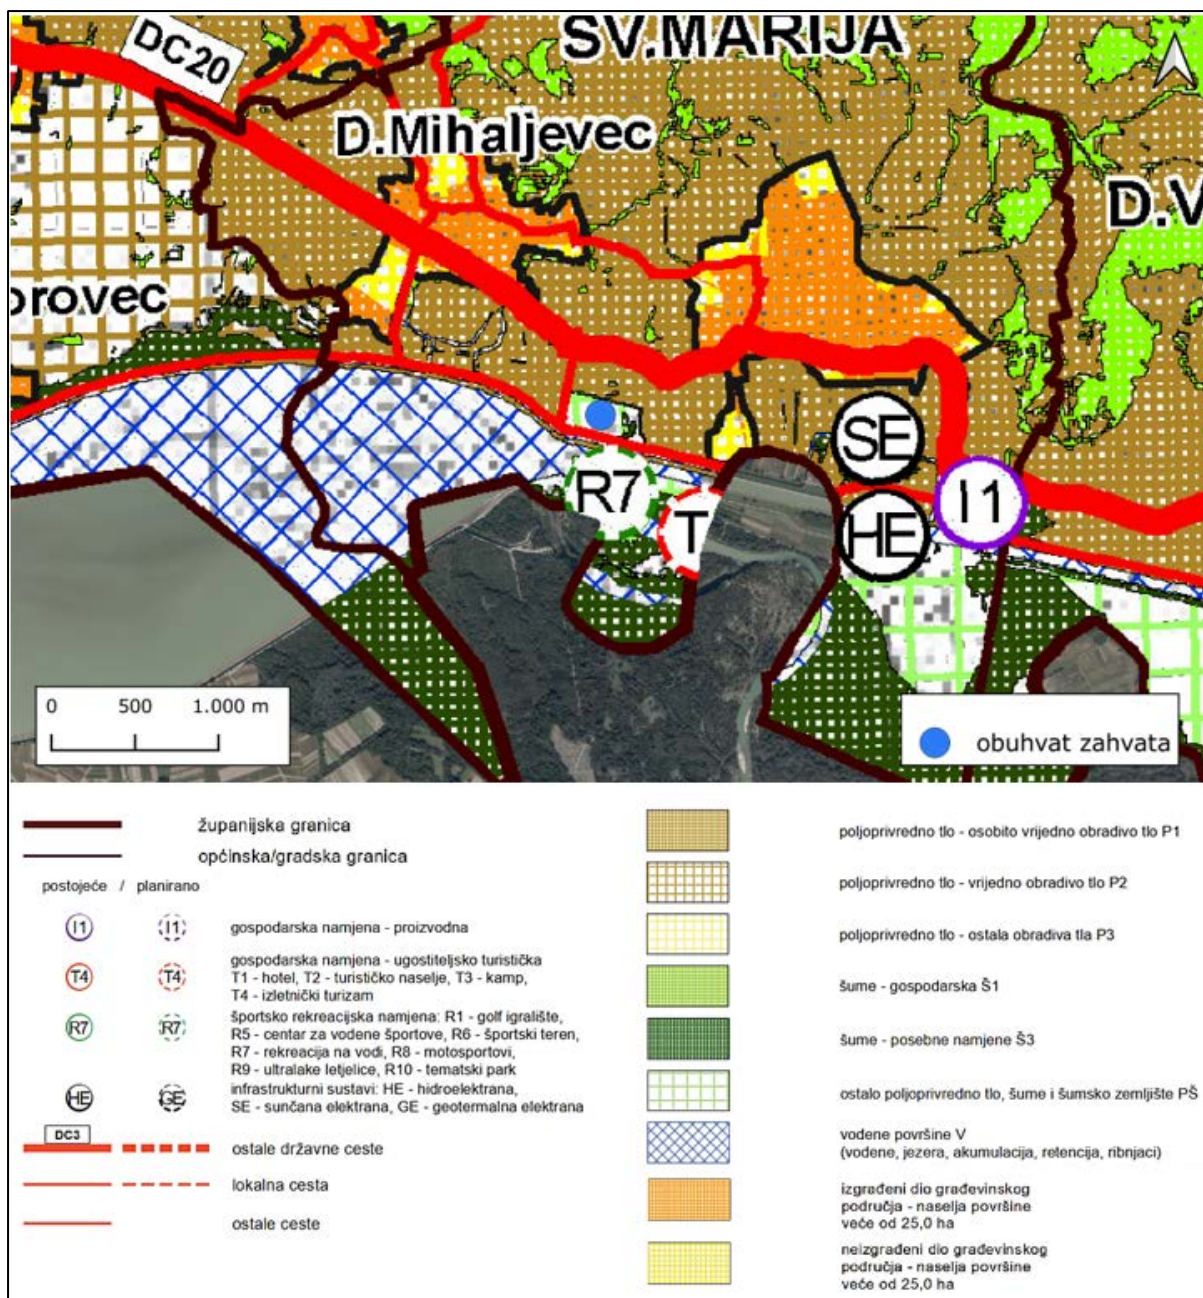 SV.MARIJA
DC20
D.Mihaljevec
D.V
orovec
SE
R7
T
I1
HE
0 500 1.000 m
obuhvat zahvata
županijska granica
općinska/gradska granica
postojeće / planirano
I1 I1 gospodarska namjena - proizvodna
gospodarska namjena - ugostiteljsko turistička
T4 T4 T1 - hotel, T2 - turističko naselje, T3 - kamp,
T4 - izletnički turizam
športsko rekreacijska namjena: R1 - golf igralište,
R7 R7 R5 - centar za vodene športove, R6 - športski teren,
R7 - rekreacija na vodi, R8 - motosportovi,
R9 - ultralake letjelice, R10 - tematski park
HE GE infrastrukturni sustavi: HE - hidroelektrana,
SE - sunčana elektrana, GE - geotermalna elektrana
DC3
ostale državne ceste
lokalna cesta
ostale ceste
poljoprivredno tlo - osobito vrijedno obradivo tlo P1
poljoprivredno tlo - vrijedno obradivo tlo P2
poljoprivredno tlo - ostala obradiva tla P3
šume - gospodarska Š1
šume - posebne namjene Š3
ostalo poljoprivredno tlo, šume i šumsko zemljište PŠ
vodene površine V
(vodene, jezera, akumulacija, retencija, ribnjaci)
izgrađeni dio građevinskog
područja - naselja površine
veće od 25,0 ha
neizgrađeni dio građevinskog
područja - naselja površine
veće od 25,0 ha